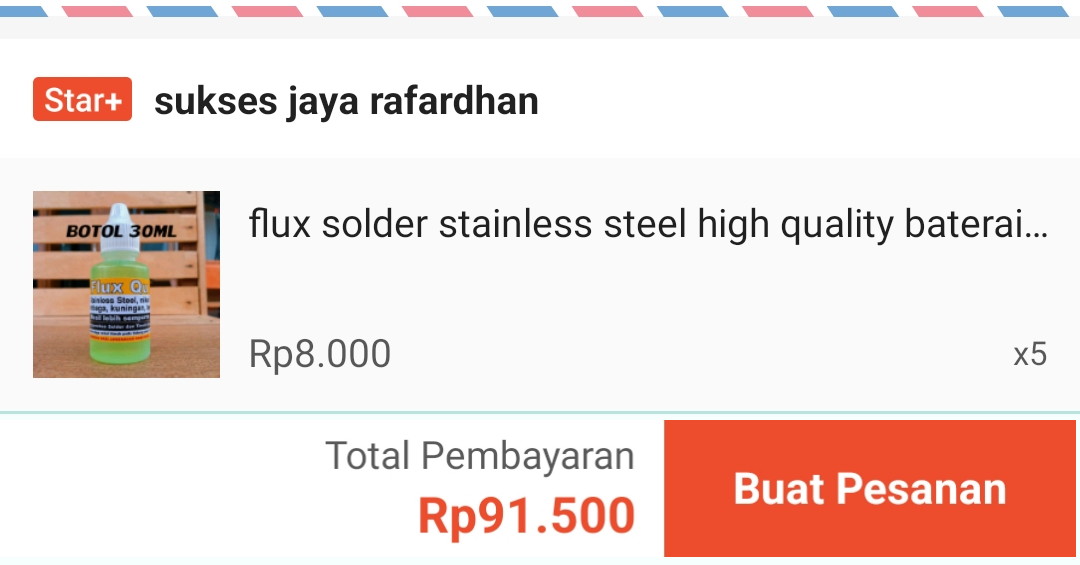 Star+ sukses jaya rafardhan
BOTOL 30ML
Flux Qu
flux solder stainless steel high quality baterai...
Rp8.000
x5
Total Pembayaran
Rp91.500
Buat Pesanan